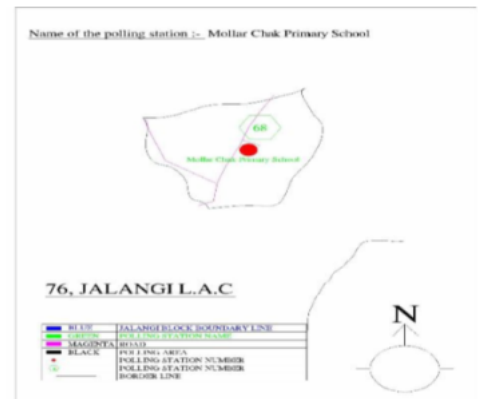 Name of the polling station :- Mollar Chak Primary School
68
Mollar Chak Primary School
76, JALANGI L.A.C
N
BLUE JALANGI BLOCK BOUNDARY LINE
GREEN POLLING STATION NAME
MAGENTA ROAD
BLACK POLLING AREA
POLLING STATION NUMBER
POLLING STATION NUMBER
BORDER LINE